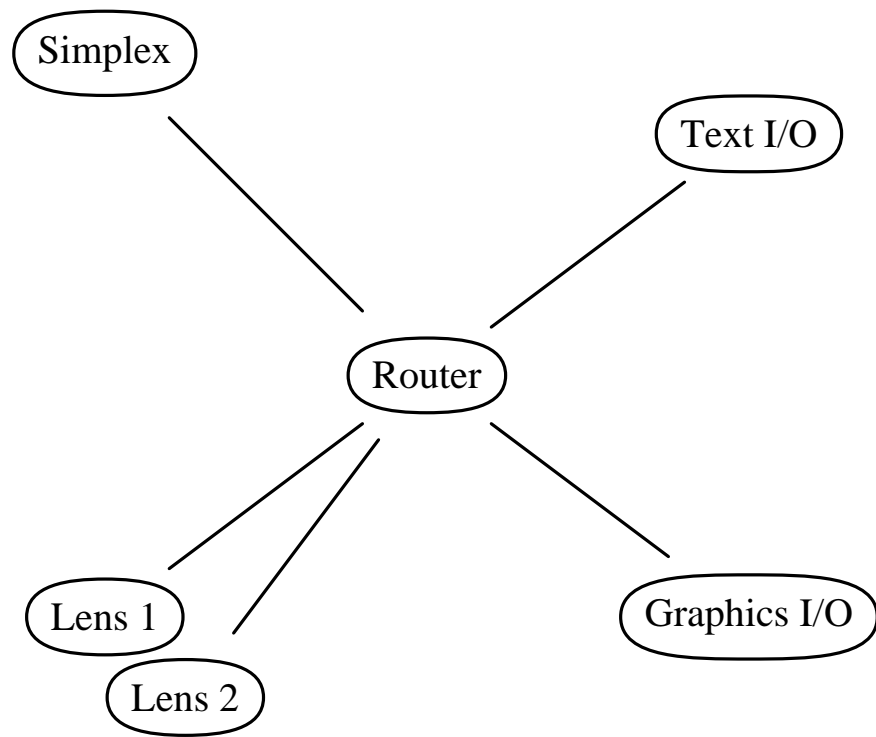 Simplex
Text I/O
Router
Lens 1
Graphics I/O
Lens 2